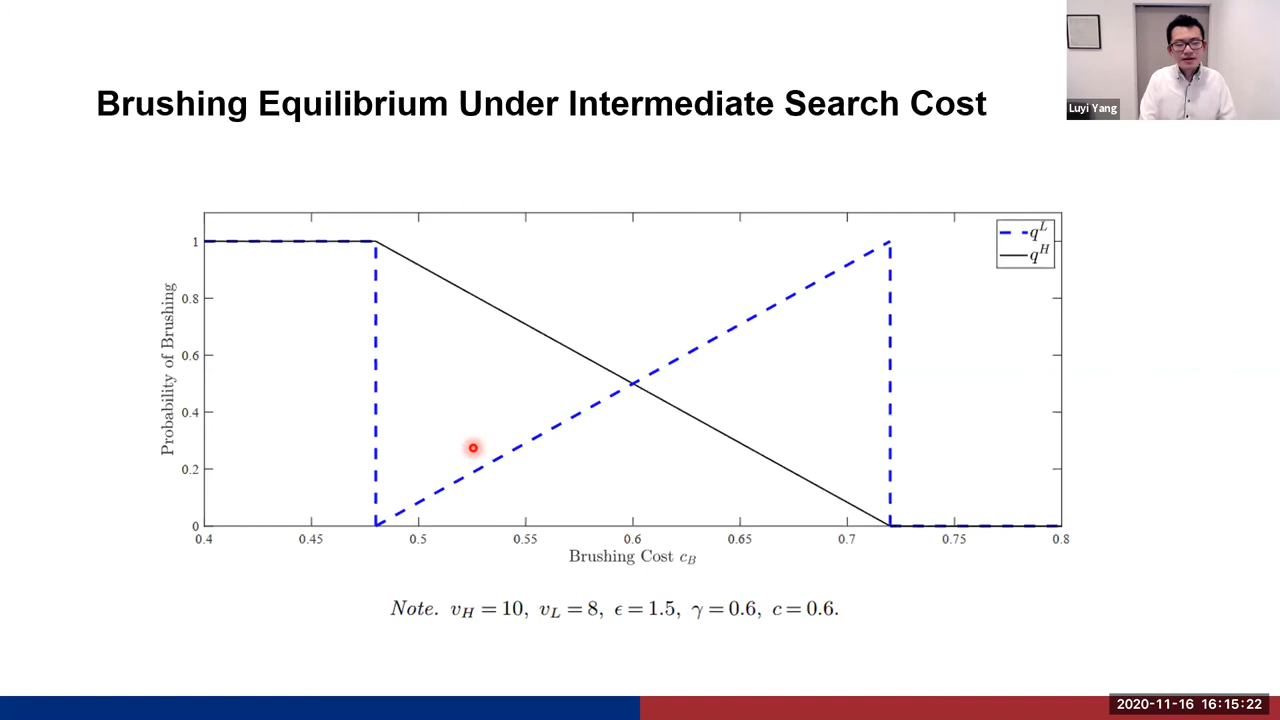 Luyi Yang
Brushing Equilibrium Under Intermediate Search Cost
Probability of Brushing
1
0.8
0.6
0.4
0.2
0
q^L
q^H
0.4 0.45 0.5 0.55 0.6 0.65 0.7 0.75 0.8
Brushing Cost c_B
Note. v_H = 10, v_L = 8, ϵ = 1.5, γ = 0.6, c = 0.6.
2020-11-16 16:15:22